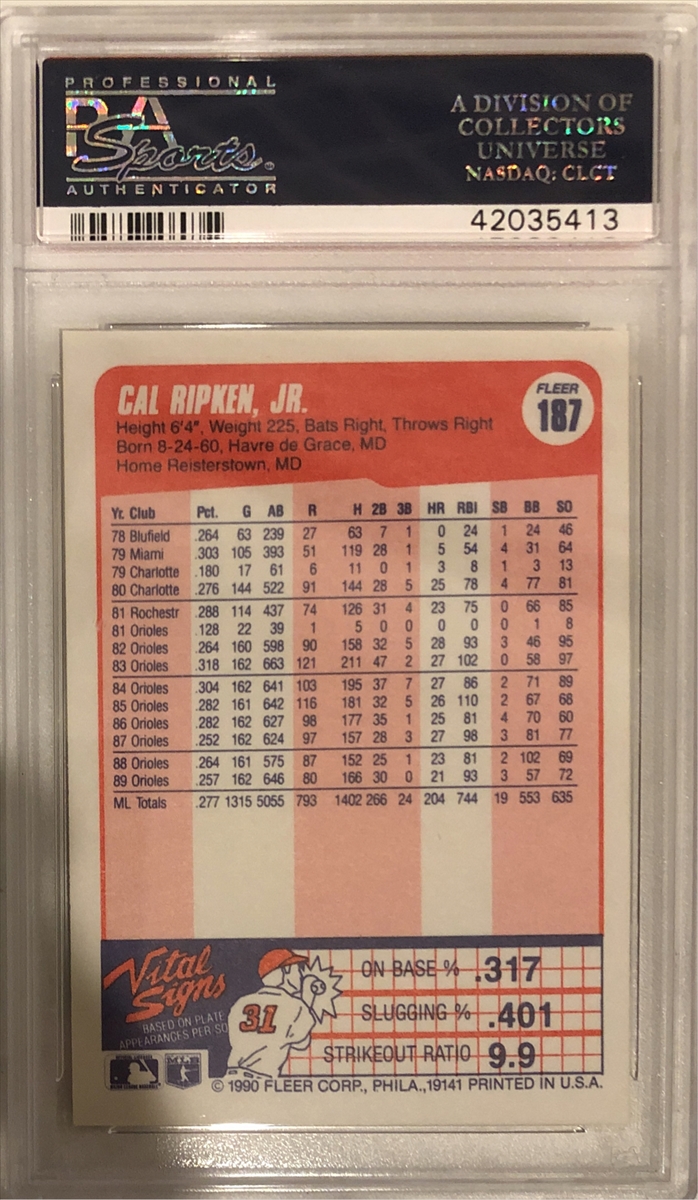 PROFESSIONAL
PSA
Sports
AUTHENTICATOR
A DIVISION OF
COLLECTORS
UNIVERSE
NASDAQ: CLCT
42035413
CAL RIPKEN, JR.
FLEER
187
Height 6'4", Weight 225, Bats Right, Throws Right
Born 8-24-60, Havre de Grace, MD
Home Reisterstown, MD
Yr. Club Pct. G AB R H 2B 3B HR RBI SB BB SO
78 Blufield .264 63 239 27 63 7 1 0 24 1 24 46
79 Miami .303 105 393 51 119 28 1 5 54 4 31 64
79 Charlotte .180 17 61 6 11 0 1 3 8 1 3 13
80 Charlotte .276 144 522 91 144 28 5 25 78 4 77 81
81 Rochestr .288 114 437 74 126 31 4 23 75 0 66 85
81 Orioles .128 22 39 1 5 0 0 0 0 0 1 8
82 Orioles .264 160 598 90 158 32 5 28 93 3 46 95
83 Orioles .318 162 663 121 211 47 2 27 102 0 58 97
84 Orioles .304 162 641 103 195 37 7 27 86 2 71 89
85 Orioles .282 161 642 116 181 32 5 26 110 2 67 68
86 Orioles .282 162 627 98 177 35 1 25 81 4 70 60
87 Orioles .252 162 624 97 157 28 3 27 98 3 81 77
88 Orioles .264 161 575 87 152 25 1 23 81 2 102 69
89 Orioles .257 162 646 80 166 30 0 21 93 3 57 72
ML Totals .277 1315 5055 793 1402 266 24 204 744 19 553 635
Vital
Signs
BASED ON PLATE
APPEARANCES PER SO
31
ON BASE % .317
SLUGGING % .401
STRIKEOUT RATIO 9.9
© 1990 FLEER CORP., PHILA.,19141 PRINTED IN U.S.A.